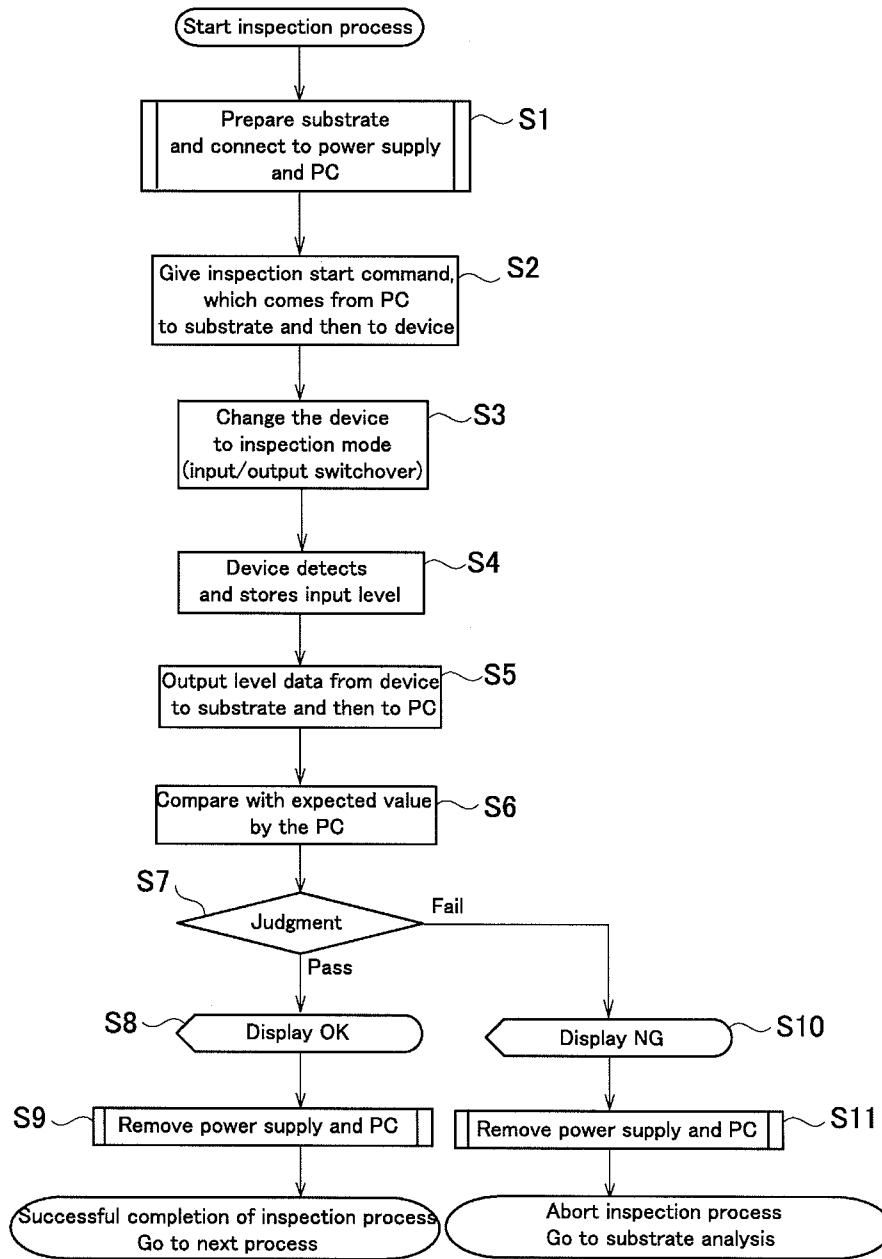 Start inspection process
Prepare substrate
and connect to power supply
and PC
S1
Give inspection start command,
which comes from PC
to substrate and then to device
S2
Change the device
to inspection mode
(input/output switchover)
S3
Device detects
and stores input level
S4
Output level data from device
to substrate and then to PC
S5
Compare with expected value
by the PC
S6
S7
Judgment
Fail
Pass
S8
Display OK
Display NG
S10
S9
Remove power supply and PC
Remove power supply and PC
S11
Successful completion of inspection process
Go to next process
Abort inspection process
Go to substrate analysis